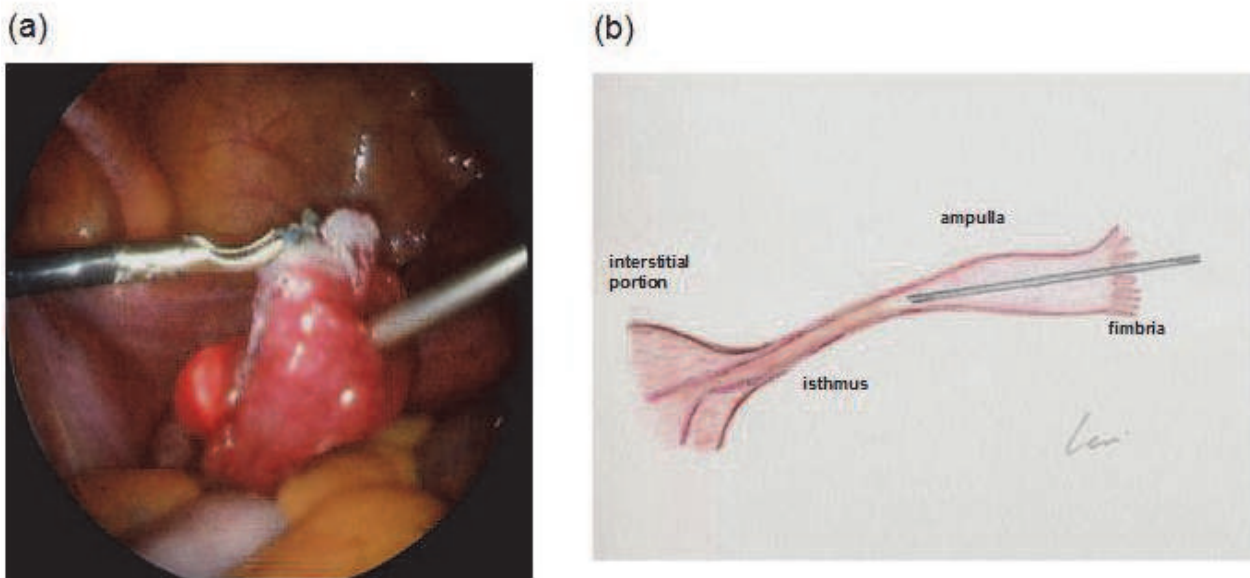 (a)
(b)
ampulla
interstitial
portion
fimbria
isthmus